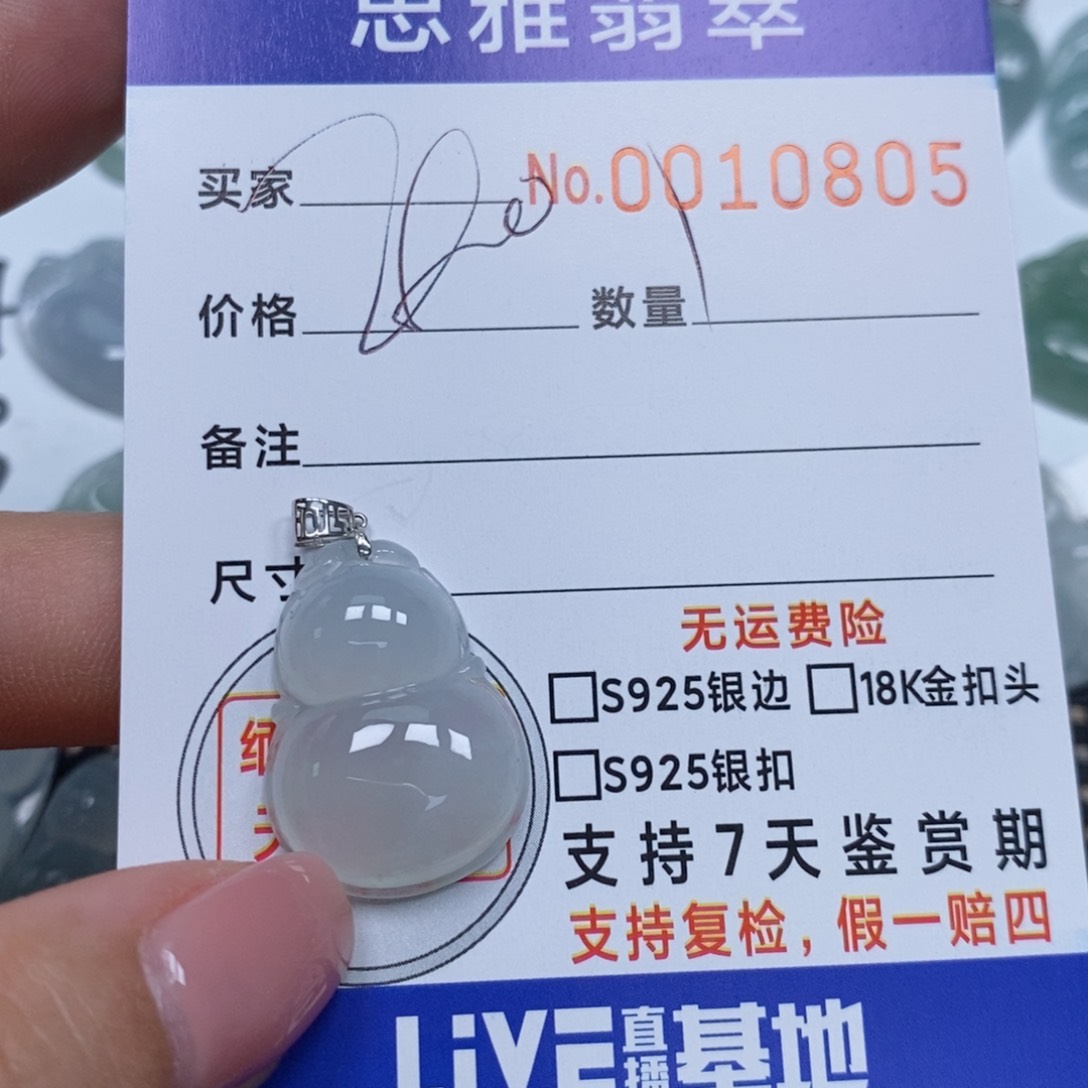 思雅翡翠
买家
No.0010805
价格 数量
备注
尺寸
无运费险
□S925银边 □18K金扣头
□S925银扣
支持7天鉴赏期
支持复检，假一赔四
LiVE直播基地